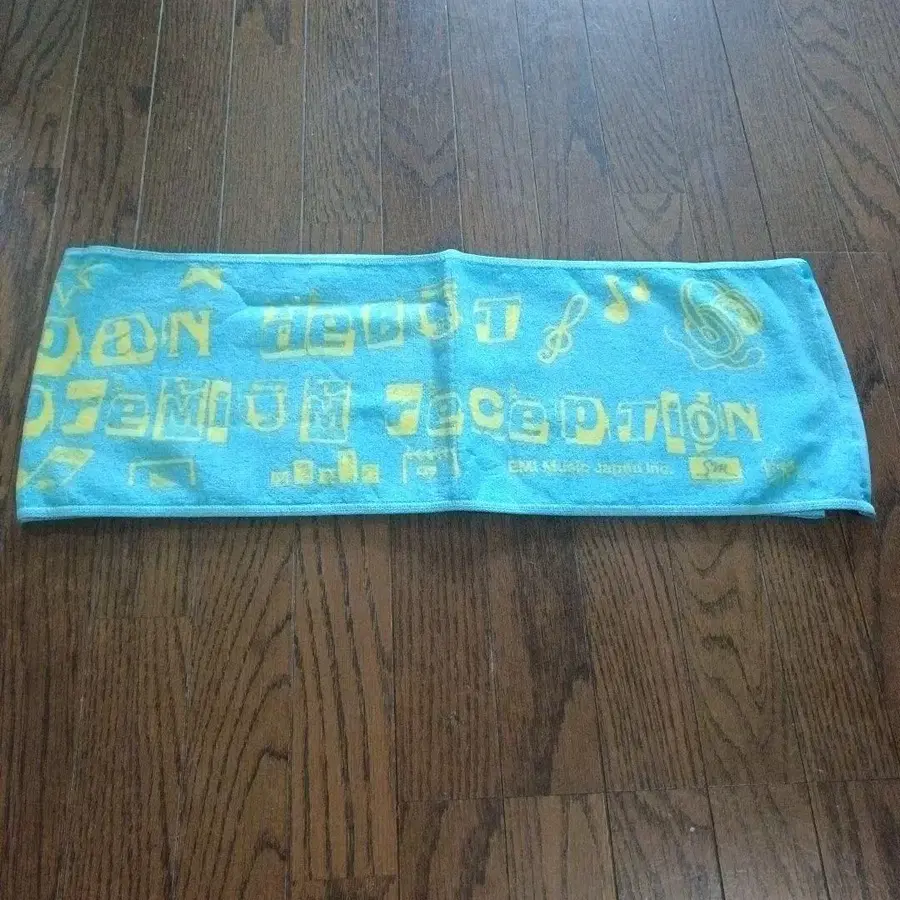 pan debut
premium reception
EMI Music Japan Inc.